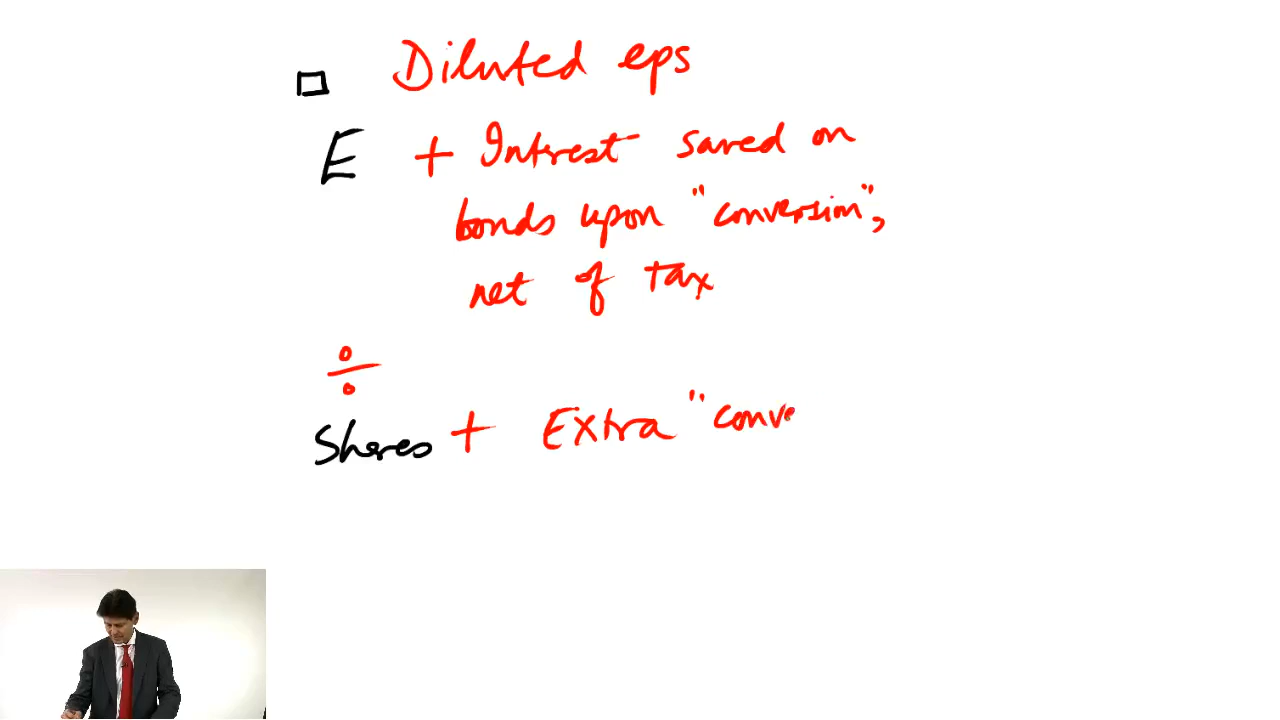 Diluted eps
E + Interest saved on
bonds upon "conversion",
net of tax
÷
Shares + Extra "conve